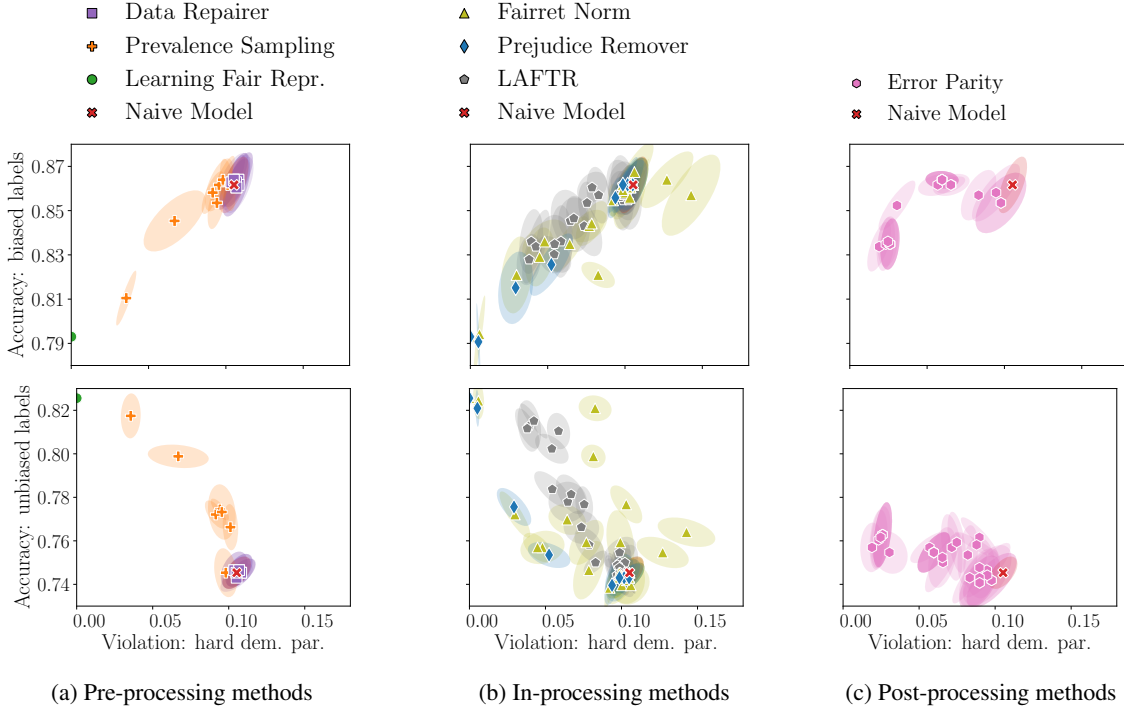 Data Repairer
Prevalence Sampling
Learning Fair Repr.
Naive Model
Fairret Norm
Prejudice Remover
LAFTR
Naive Model
Error Parity
Naive Model
Accuracy: biased labels
0.87
0.85
0.83
0.81
0.79
Accuracy: unbiased labels
0.82
0.80
0.78
0.76
0.74
0.00 0.05 0.10 0.15
Violation: hard dem. par.
0.00 0.05 0.10 0.15
Violation: hard dem. par.
0.00 0.05 0.10 0.15
Violation: hard dem. par.
(a) Pre-processing methods
(b) In-processing methods
(c) Post-processing methods